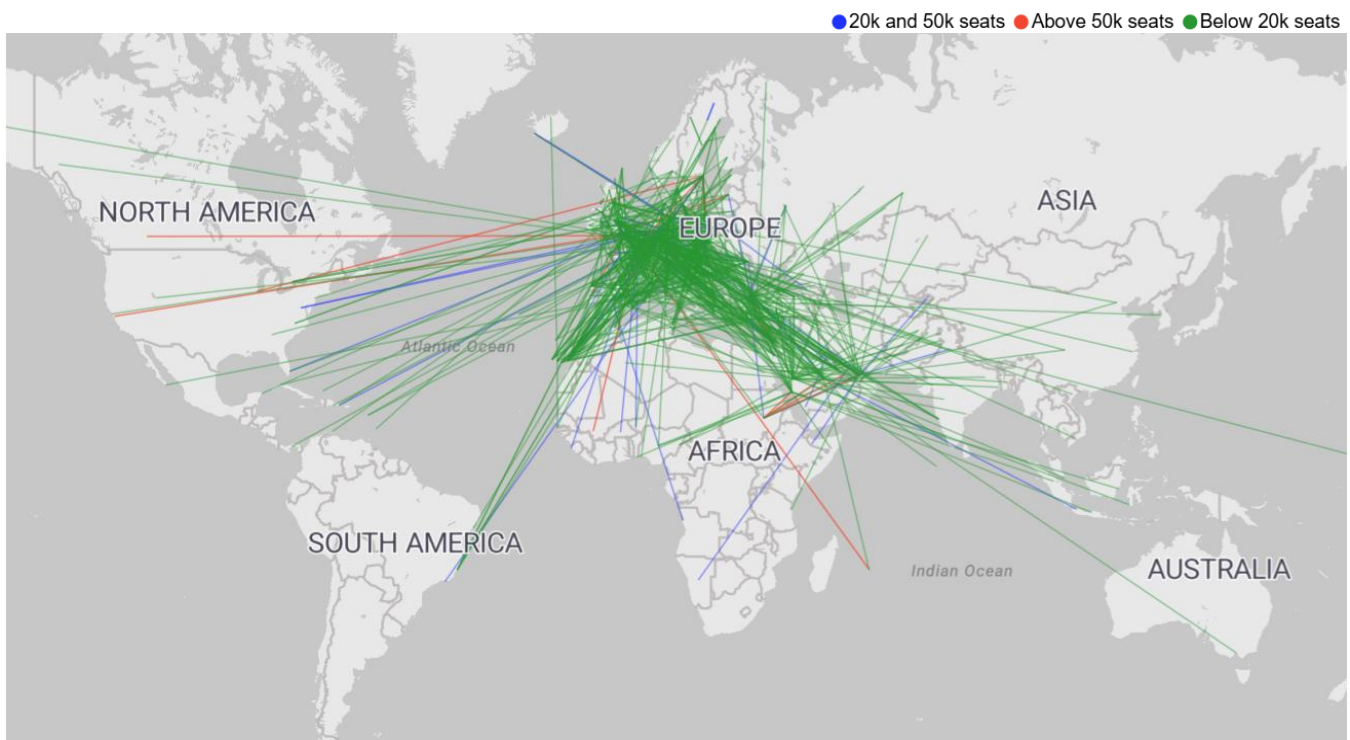 20k and 50k seats Above 50k seats Below 20k seats
ASIA
NORTH AMERICA
EUROPE
Atlantic Ocean
AFRICA
SOUTH AMERICA
Indian Ocean
AUSTRALIA